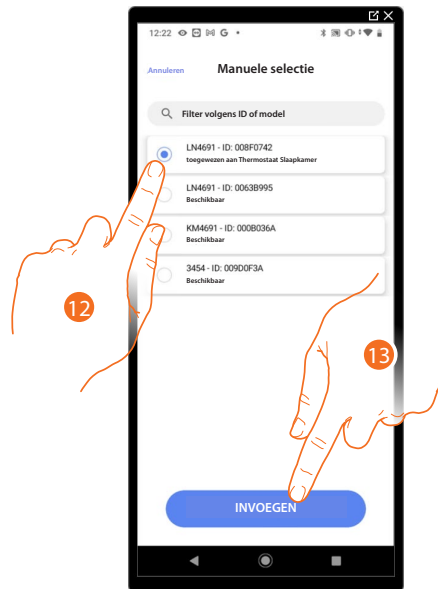 12:22 G
Annuleren Manuele selectie
Filter volgens ID of model
LN4691 - ID: 008F0742
toegewezen aan Thermostaat Slaapkamer
LN4691 - ID: 0063B995
Beschikbaar
KM4691 - ID: 000B036A
Beschikbaar
3454 - ID: 009D0F3A
Beschikbaar
12
13
INVOEGEN